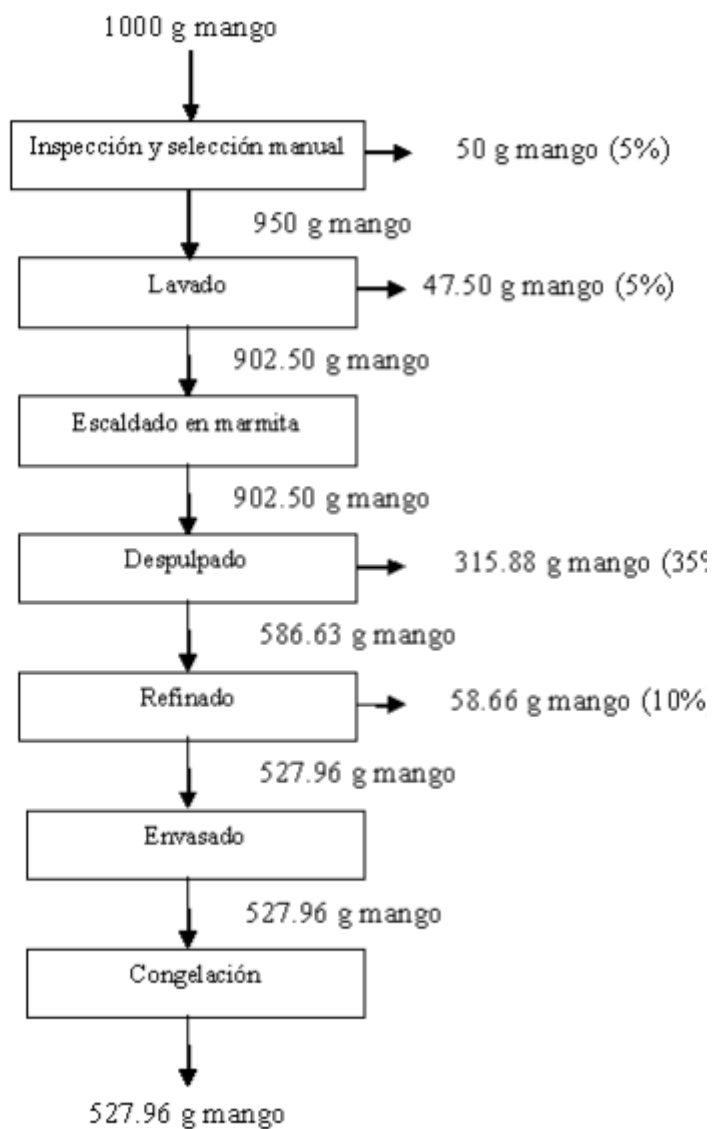 1000 g mango
Inspección y selección manual
50 g mango (5%)
950 g mango
Lavado
47.50 g mango (5%)
902.50 g mango
Escaldado en marmita
902.50 g mango
Despulpado
315.88 g mango (35%
586.63 g mango
Refinado
58.66 g mango (10%)
527.96 g mango
Envasado
527.96 g mango
Congelación
527.96 g mango